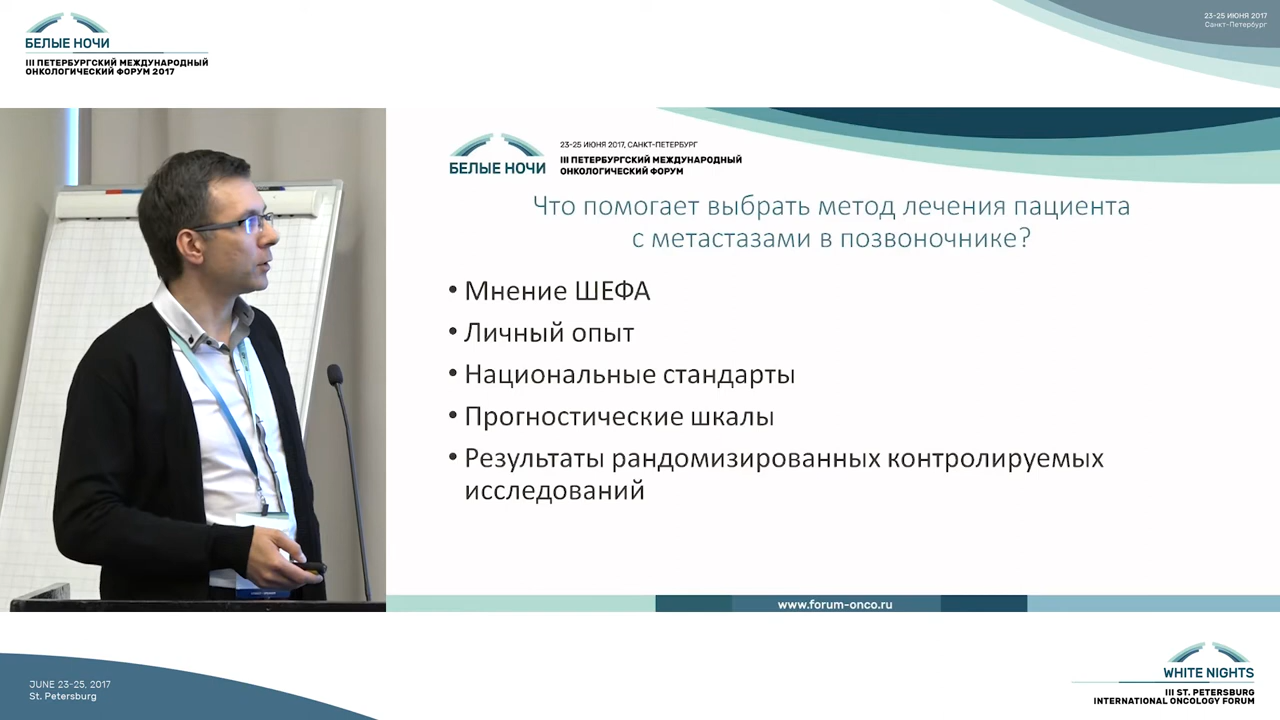 БЕЛЫЕ НОЧИ
III ПЕТЕРБУРГСКИЙ МЕЖДУНАРОДНЫЙ
ОНКОЛОГИЧЕСКИЙ ФОРУМ 2017
23-25 ИЮНЯ 2017
Санкт-Петербург
БЕЛЫЕ НОЧИ
23-25 ИЮНЯ 2017, САНКТ-ПЕТЕРБУРГ
III ПЕТЕРБУРГСКИЙ МЕЖДУНАРОДНЫЙ
ОНКОЛОГИЧЕСКИЙ ФОРУМ
Что помогает выбрать метод лечения пациента
с метастазами в позвоночнике?
• Мнение ШЕФА
• Личный опыт
• Национальные стандарты
• Прогностические шкалы
• Результаты рандомизированных контролируемых
исследований
www.forum-onco.ru
JUNE 23-25, 2017
St. Petersburg
WHITE NIGHTS
III ST. PETERSBURG
INTERNATIONAL ONCOLOGY FORUM